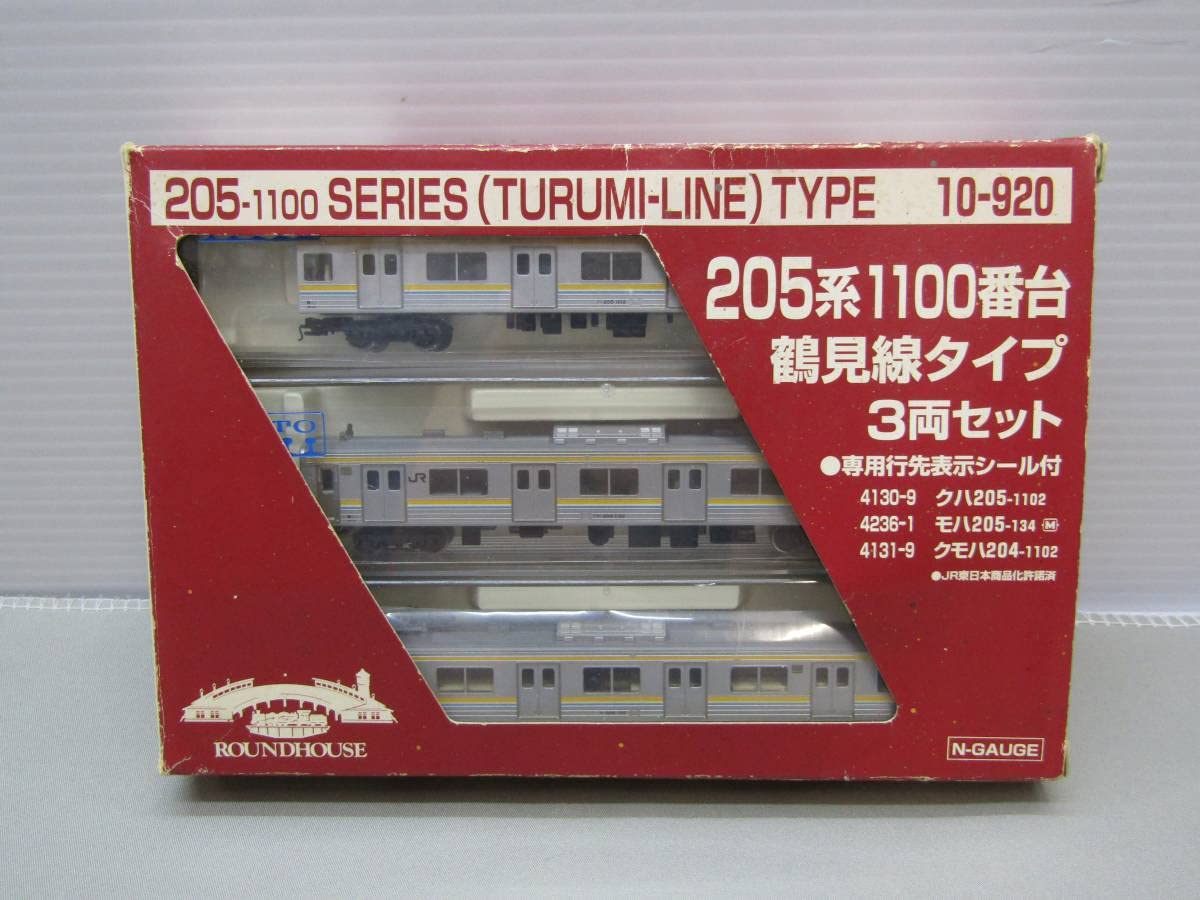 205-1100 SERIES (TURUMI-LINE) TYPE 10-920
205系1100番台
鶴見線タイプ
3両セット
●専用行先表示シール付
4130-9 クハ205-1102
4236-1 モハ205-134 M
4131-9 クモハ204-1102
●JR東日本商品化許諾済
JR
ROUNDHOUSE
N-GAUGE